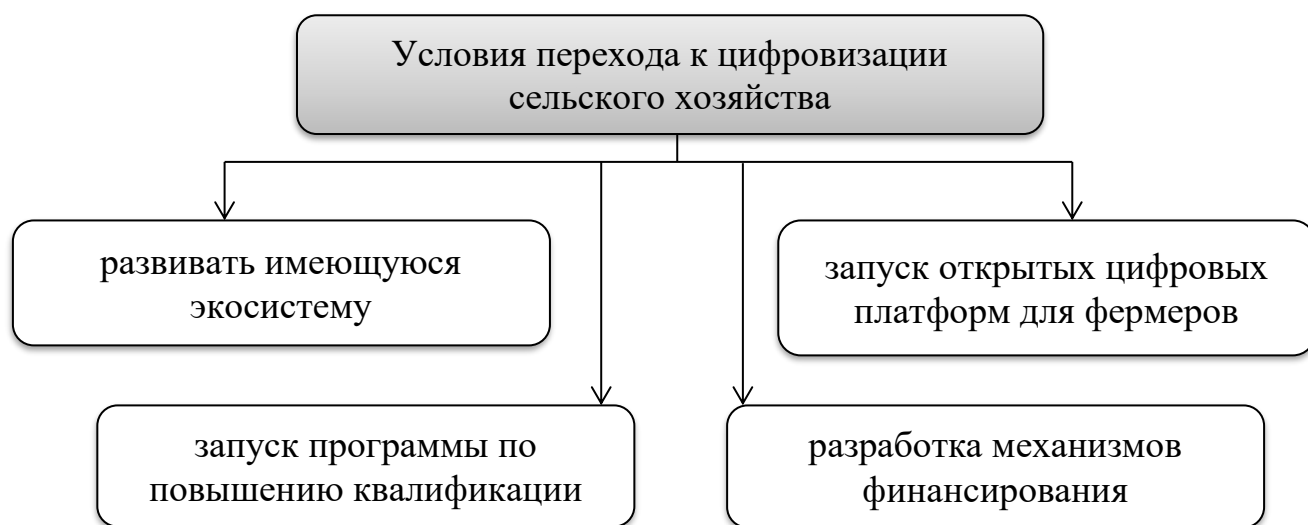 Условия перехода к цифровизации
сельского хозяйства
развивать имеющуюся
экосистему
запуск открытых цифровых
платформ для фермеров
запуск программы по
повышению квалификации
разработка механизмов
финансирования